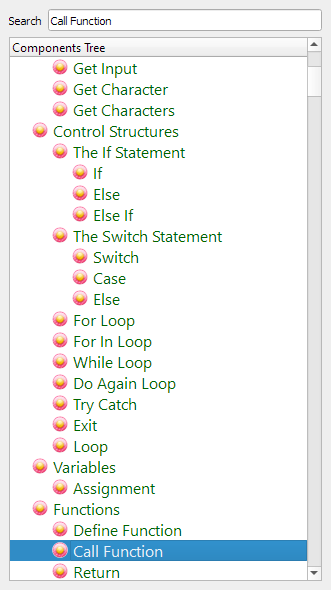 Search Call Function
Components Tree
Get Input
Get Character
Get Characters
Control Structures
The If Statement
If
Else
Else If
The Switch Statement
Switch
Case
Else
For Loop
For In Loop
While Loop
Do Again Loop
Try Catch
Exit
Loop
Variables
Assignment
Functions
Define Function
Call Function
Return